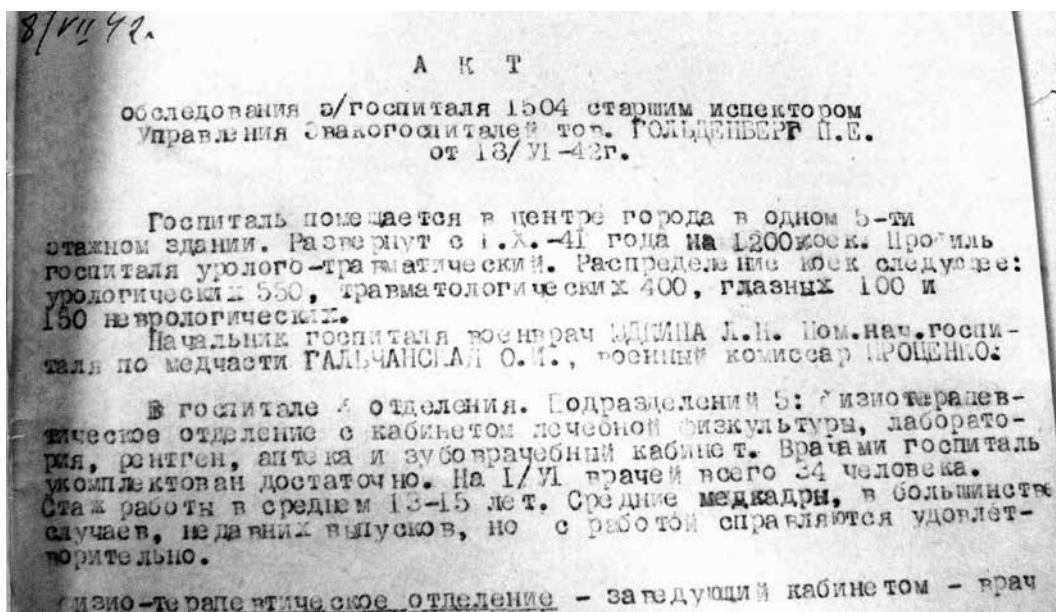 8/VII 42.
А К Т
обследования э/госпиталя 1504 старшим испектором
Управления Эвакогоспиталей тов. ГОЛЬДЕНБЕРГ П.Е.
от 18/VI-42г.
Госпиталь помещается в центре города в одном 5-ти
этажном здании. Развернут с I.X.-41 года на 1200 коек. Профиль
госпиталя уролого-травматический. Распределение коек следующее:
урологических 550, травматологических 400, глазных 100 и
150 неврологических.
Начальник госпиталя военврач Л.Н. Пом.нач.госпи-
таля по медчасти ГАЛЬЧАНСКАЯ О.И., военный комиссар ПРОЦЕНКО.
В госпитале 4 отделения. Подразделений 5: физиотерапев-
тическое отделение с кабинетом лечебной физкультуры, лаборато-
рия, рентген, аптека и зубоврачебный кабинет. Врачами госпиталь
укомплектован достаточно. На I/VI врачей всего 34 человека.
Стаж работы в среднем 13-15 лет. Средние медкадры, в большинстве
случаев, недавних выпусков, но с работой справляются удовлет-
ворительно.
Физио-терапевтическое отделение - заведующий кабинетом - врач